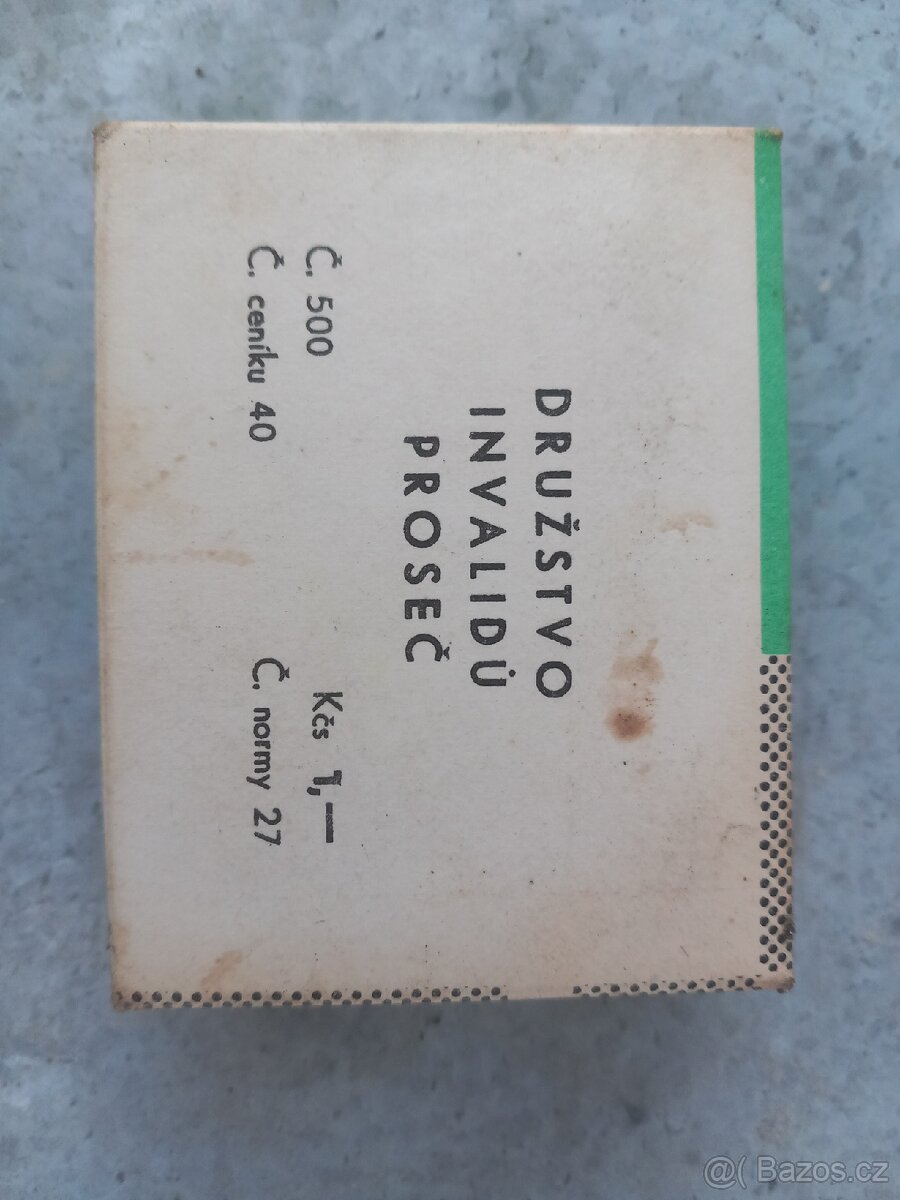 DRUŽSTVO
INVALIDŮ
PROSEČ
Č. 500 Kčs 1,—
Č. ceníku 40 Č. normy 27
@( Bazos.cz